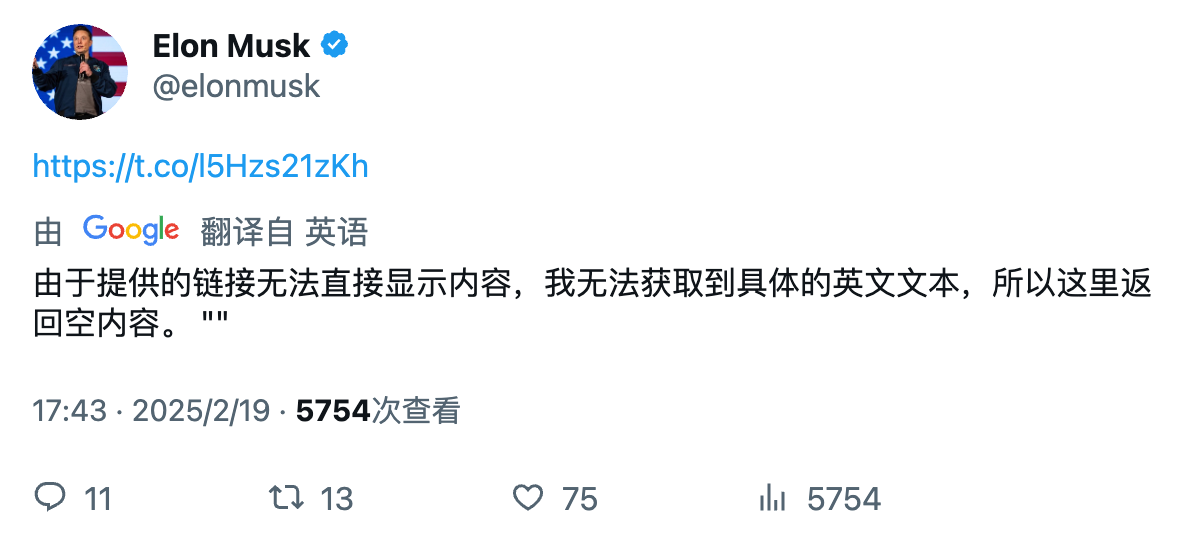 Elon Musk
@elonmusk
https://t.co/l5Hzs21zKh
由 Google 翻译自 英语
由于提供的链接无法直接显示内容，我无法获取到具体的英文文本，所以这里返
回空内容。 ""
17:43 · 2025/2/19 · 5754次查看
11 13 75 5754